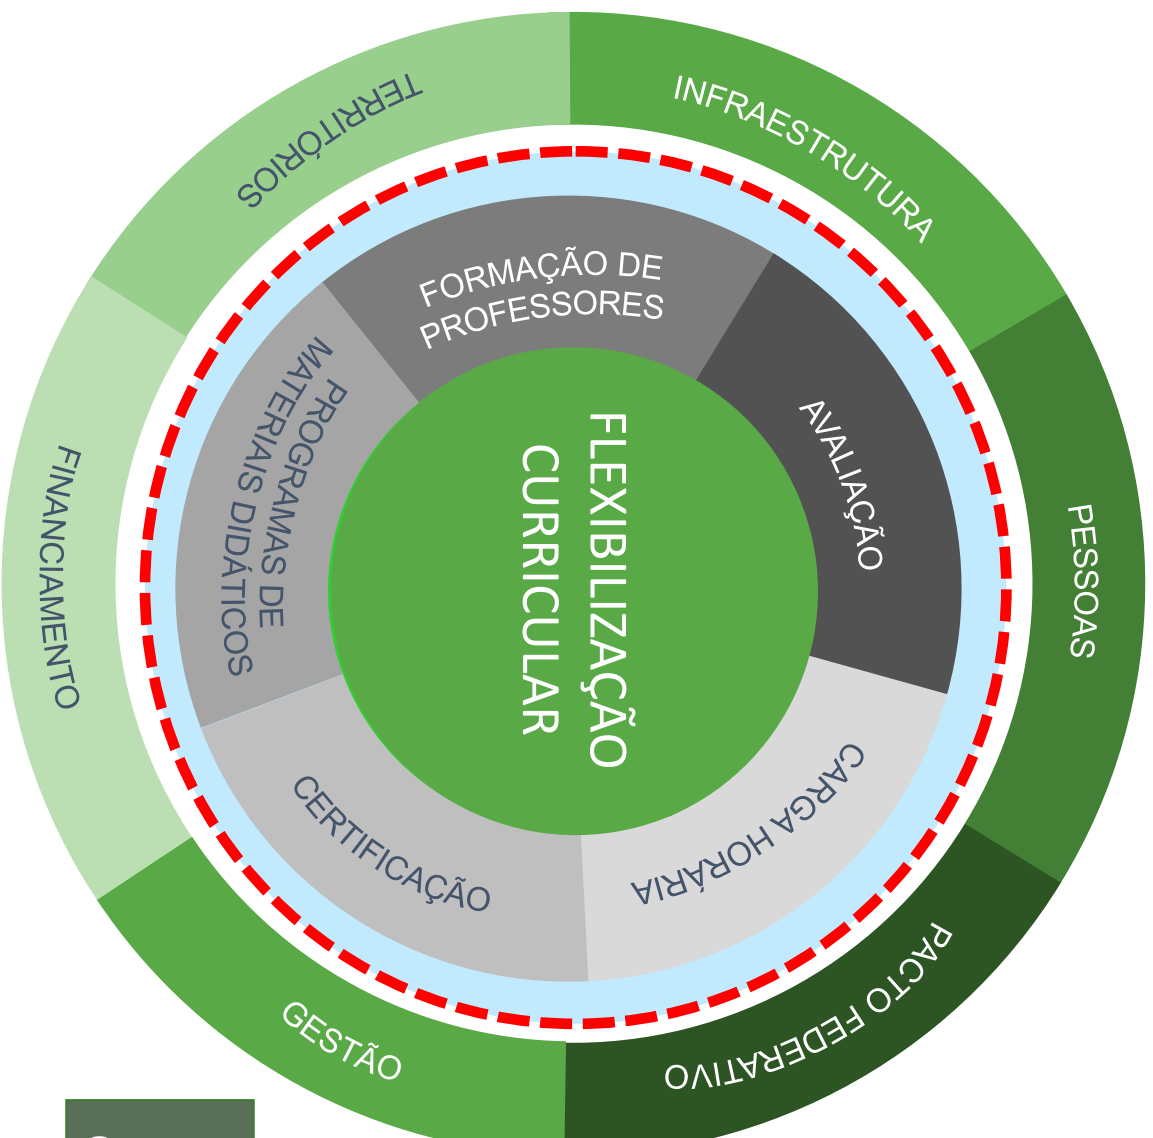 TERRITÓRIOS
INFRAESTRUTURA
PESSOAS
PACTO FEDERATIVO
GESTÃO
FINANCIAMENTO
FORMAÇÃO DE
PROFESSORES
AVALIAÇÃO
CARGA HORÁRIA
CERTIFICAÇÃO
PROGRAMAS DE
MATERIAIS DIDÁTICOS
FLEXIBILIZAÇÃO
CURRICULAR